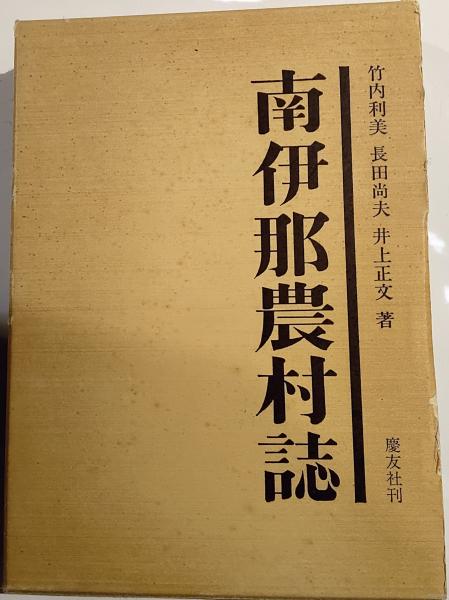 竹内利美 長田尚夫 井上正文 著
南伊那農村誌
慶友社刊